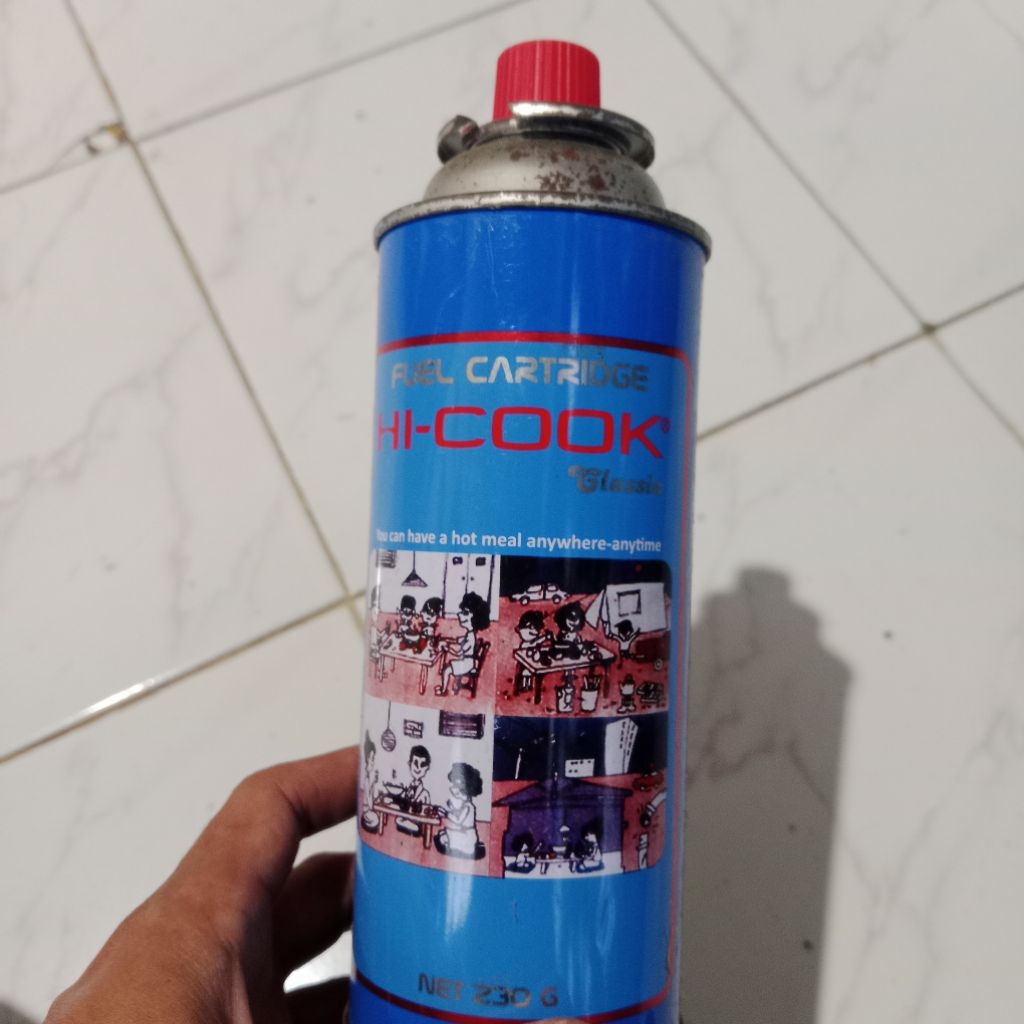 FUEL CARTRIDGE
HI-COOK®
Classic
You can have a hot meal anywhere-anytime
©
NET 230 G